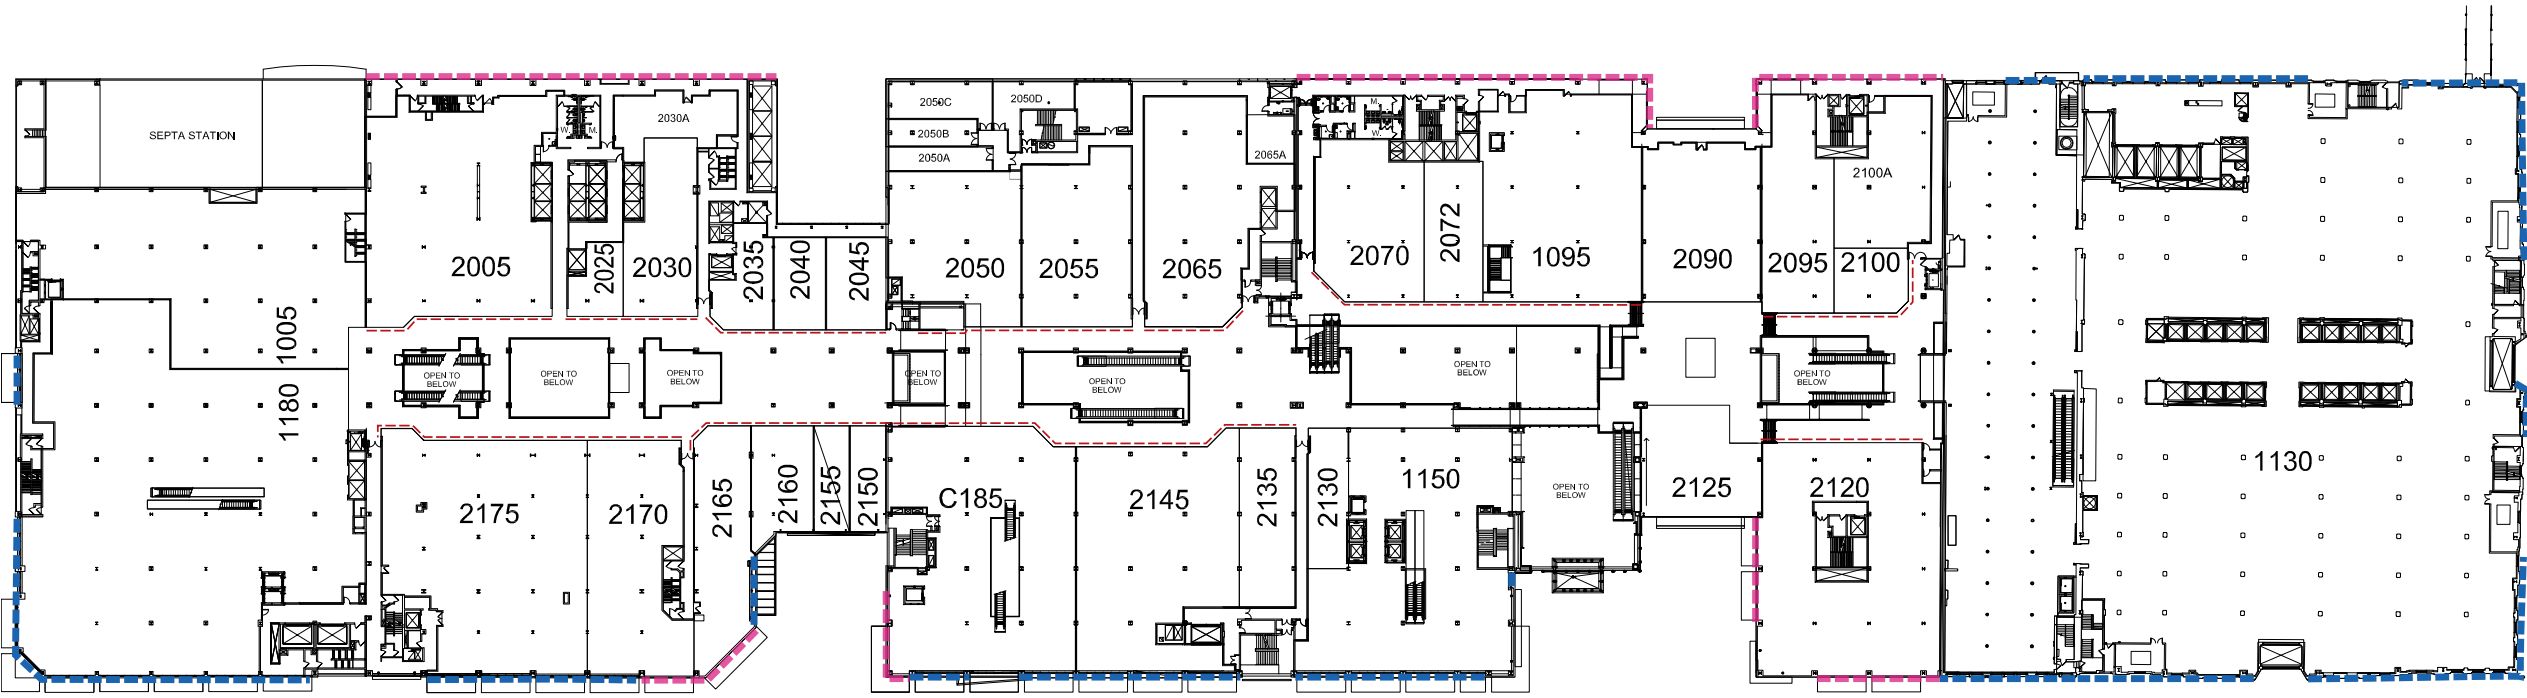 2050C
2050D
2030A
M.
SEPTA STATION
W.
M.
2050B
W.
2050A
2065A
2100A
2005
2025
2030
2035
2040
2045
2050
2055
2065
2070
2072
1095
2090
2095
2100
1005
OPEN TO
BELOW
OPEN TO
BELOW
OPEN TO
BELOW
OPEN TO
BELOW
OPEN TO
BELOW
OPEN TO
BELOW
OPEN TO
BELOW
1180
2175
2170
2165
2160
2155
2150
C185
2145
2135
2130
1150
OPEN TO
BELOW
2125
2120
1130